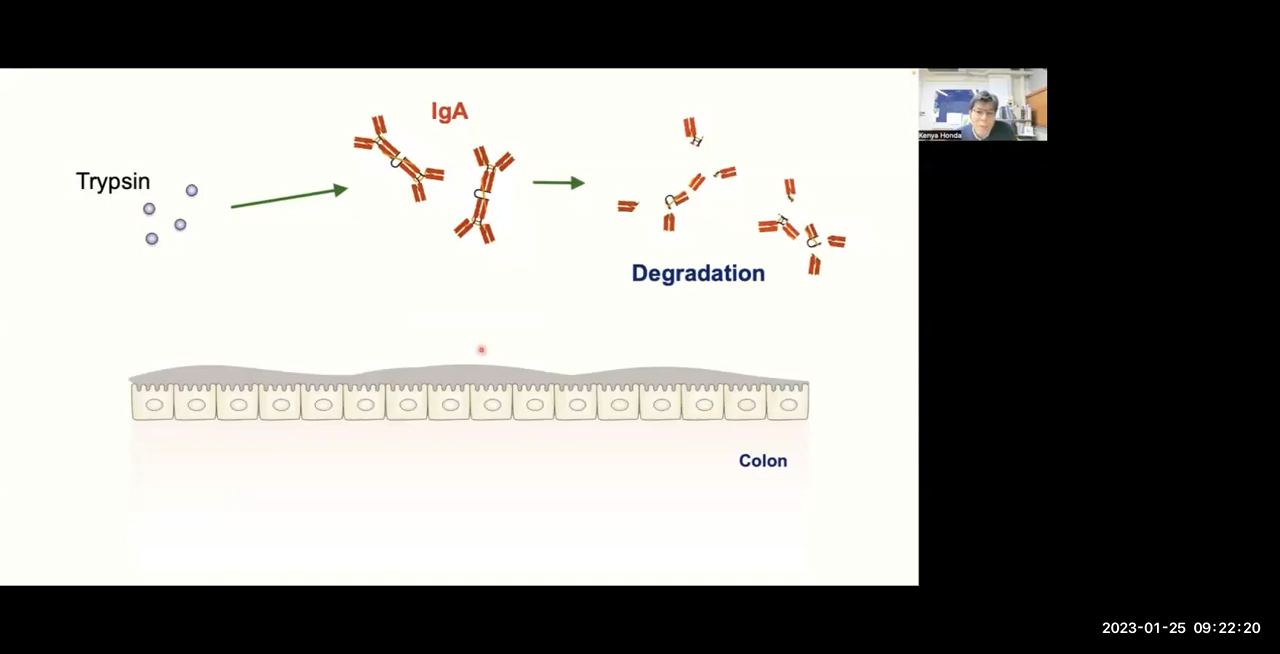 IgA
Kenya Honda
Trypsin
Degradation
Colon
2023-01-25 09:22:20